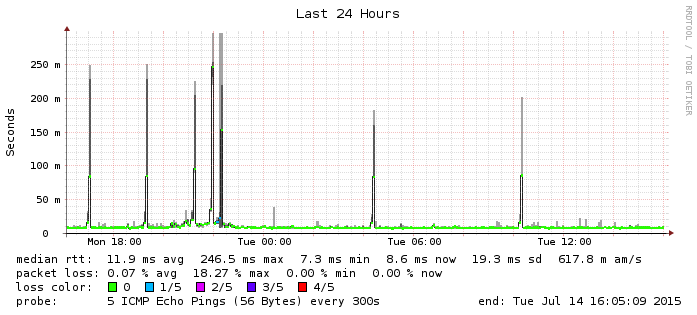 Last 24 Hours
RRDTOOL / TOBI OETIKER
Seconds
250 m
200 m
150 m
100 m
50 m
0
Mon 18:00 Tue 00:00 Tue 06:00 Tue 12:00
median rtt: 11.9 ms avg 246.5 ms max 7.3 ms min 8.6 ms now 19.3 ms sd 617.8 m am/s
packet loss: 0.07 % avg 18.27 % max 0.00 % min 0.00 % now
loss color: 0 1/5 2/5 3/5 4/5
probe: 5 ICMP Echo Pings (56 Bytes) every 300s end: Tue Jul 14 16:05:09 2015